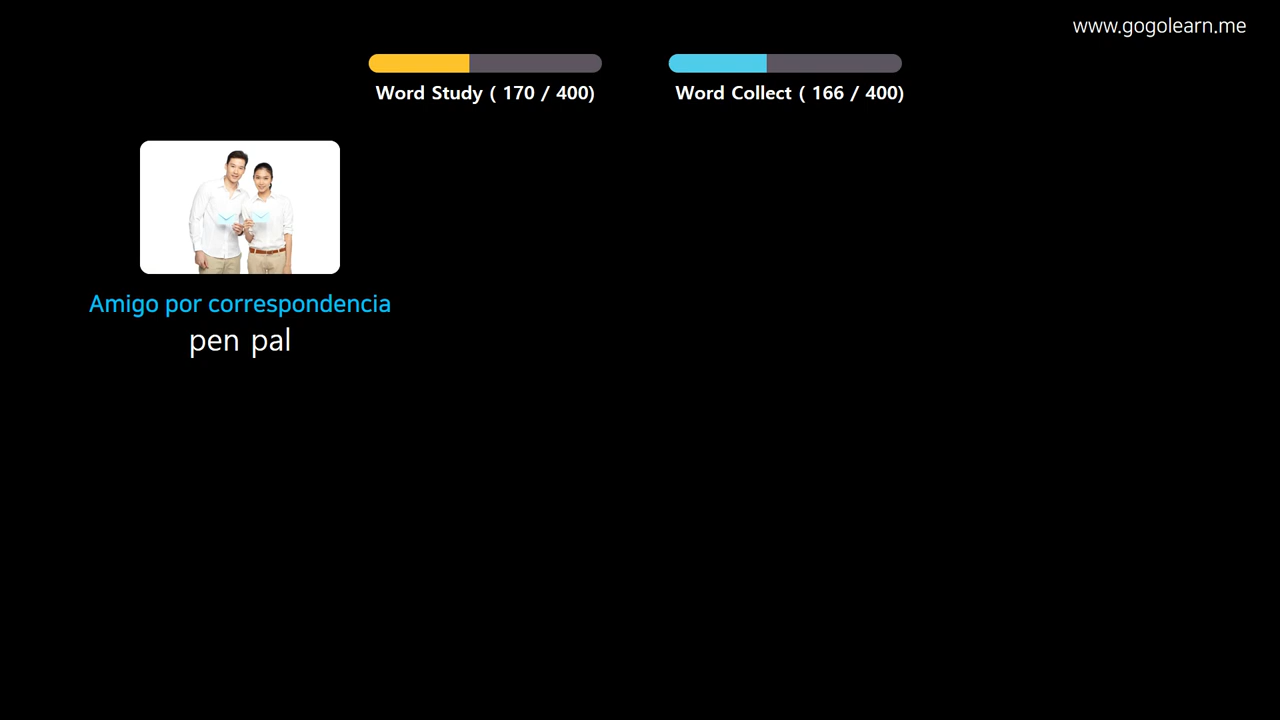 www.gogolearn.me
Word Study ( 170 / 400)
Word Collect ( 166 / 400)
Amigo por correspondencia
pen pal